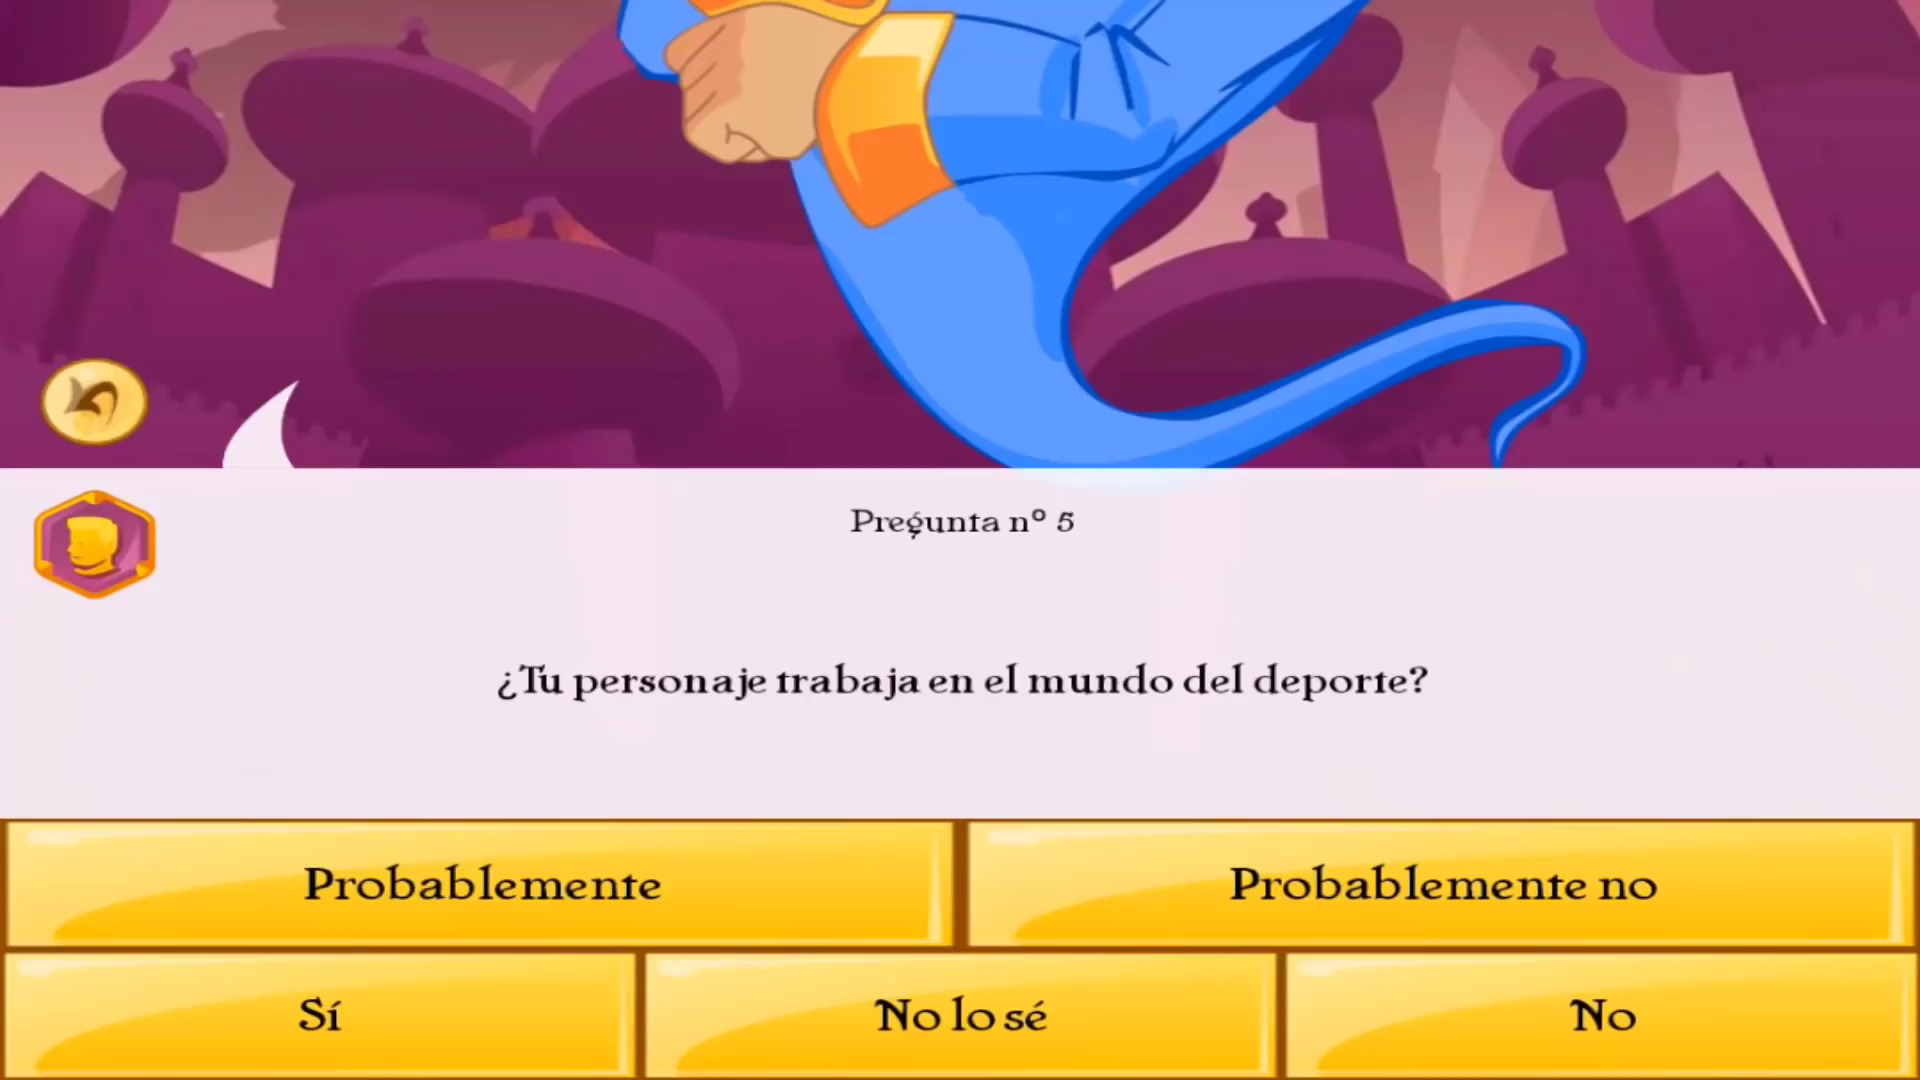 Pregunta nº 5
¿Tu personaje trabaja en el mundo del deporte?
Probablemente
Probablemente no
Sí
No lo sé
No